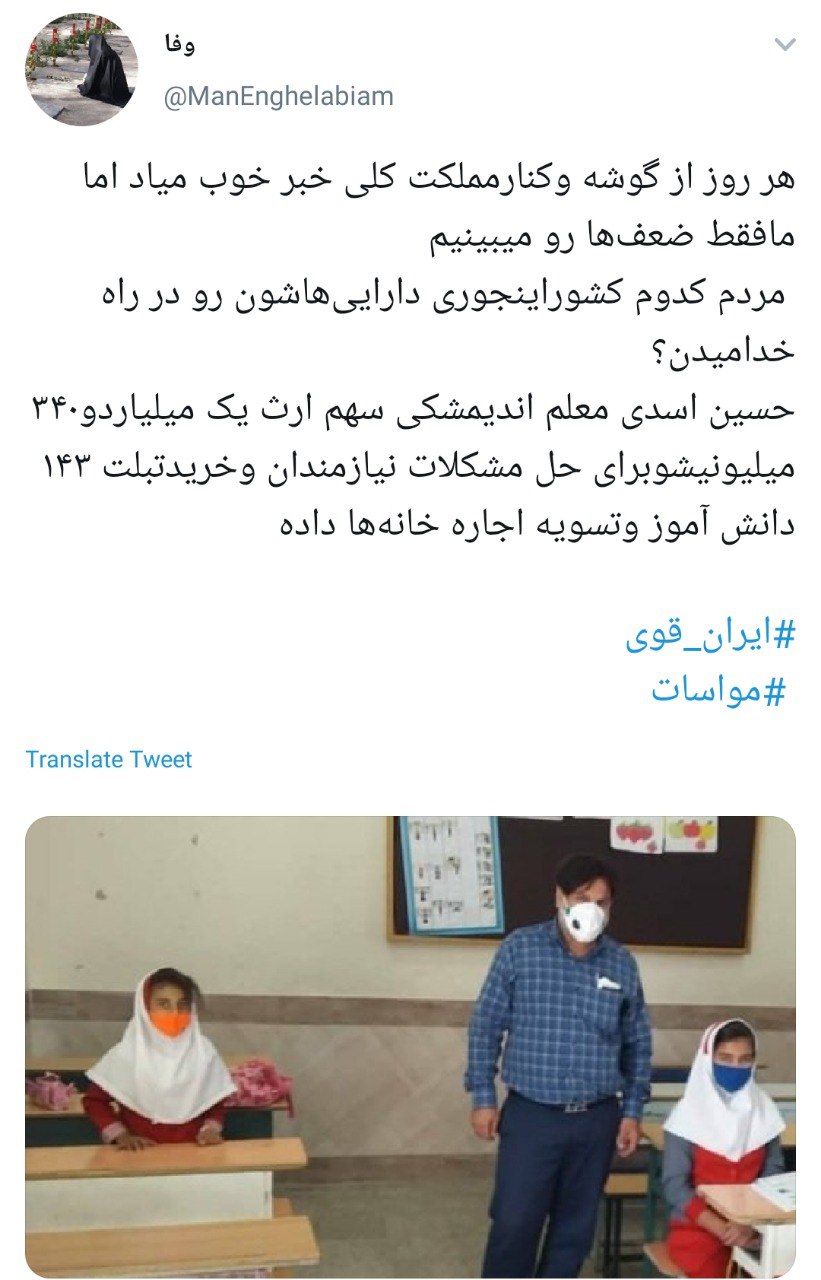 وفا
@ManEnghelabiam
هر روز از گوشه وکنارمملکت کلی خبر خوب میاد اما
مافقط ضعف‌ها رو میبینیم
مردم کدوم کشوراینجوری دارایی‌هاشون رو در راه
خدامیدن؟
حسین اسدی معلم اندیمشکی سهم ارث یک میلیاردو۳۴۰
میلیونیشوبرای حل مشکلات نیازمندان وخریدتبلت ۱۴۳
دانش آموز وتسویه اجاره خانه‌ها داده
#ایران_قوی
#مواسات
Translate Tweet